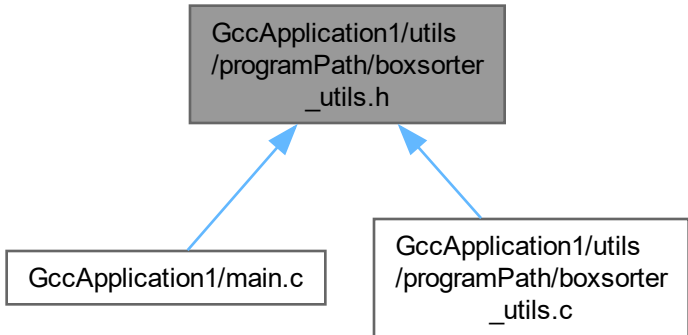 GccApplication1/utils
/programPath/boxsorter
_utils.h
GccApplication1/main.c
GccApplication1/utils
/programPath/boxsorter
_utils.c